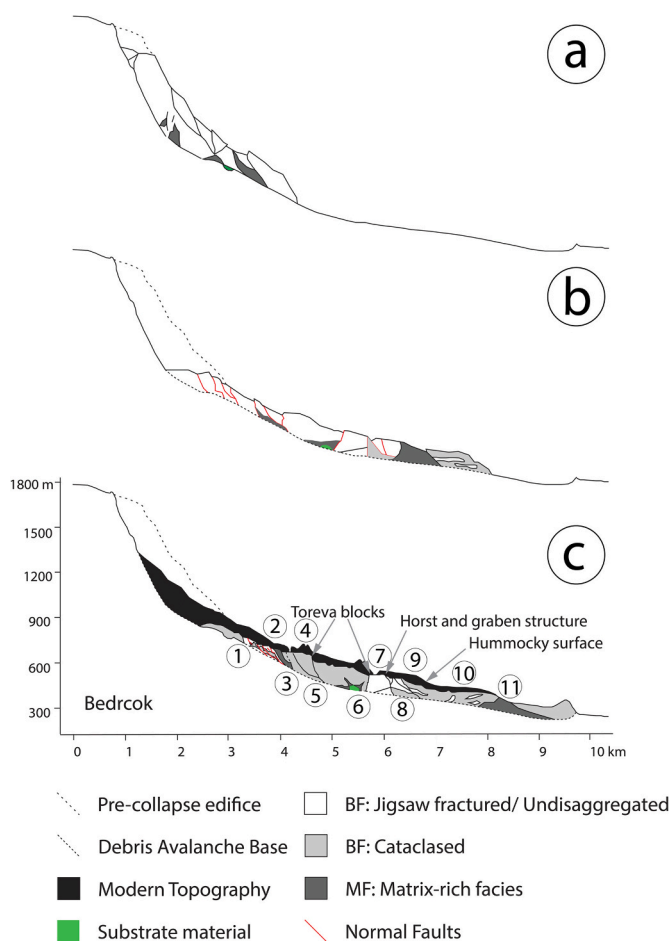 a
b
c
1800 m
1500
1200
900
600
300
Toreva blocks
Horst and graben structure
Hummocky surface
1
2
3
4
5
6
7
8
9
10
11
Bedrcok
0 1 2 3 4 5 6 7 8 9 10 km
Pre-collapse edifice
BF: Jigsaw fractured/ Undisaggregated
Debris Avalanche Base
BF: Cataclased
Modern Topography
MF: Matrix-rich facies
Substrate material
Normal Faults